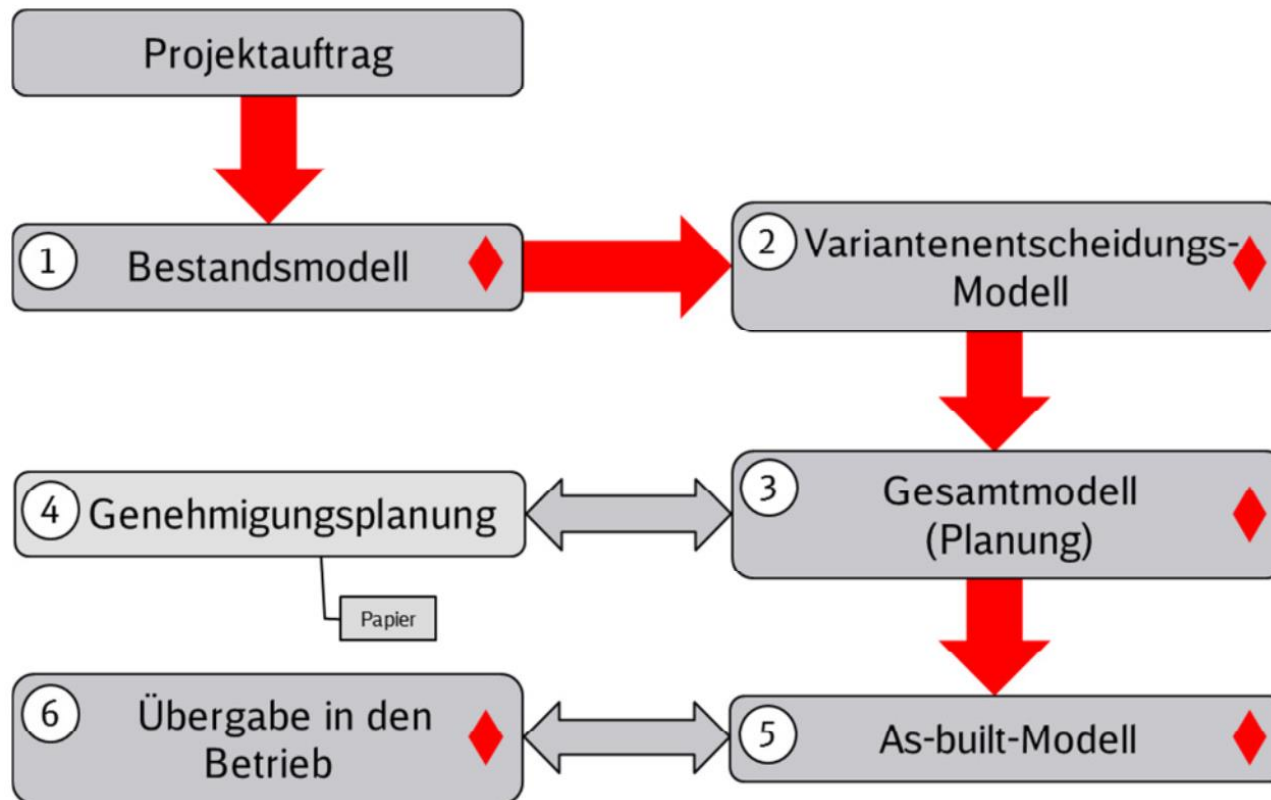 Projektauftrag
1
Bestandsmodell
2
Variantenentscheidungs-
Modell
3
Gesamtmodell
(Planung)
4
Genehmigungsplanung
Papier
5
As-built-Modell
6
Übergabe in den
Betrieb